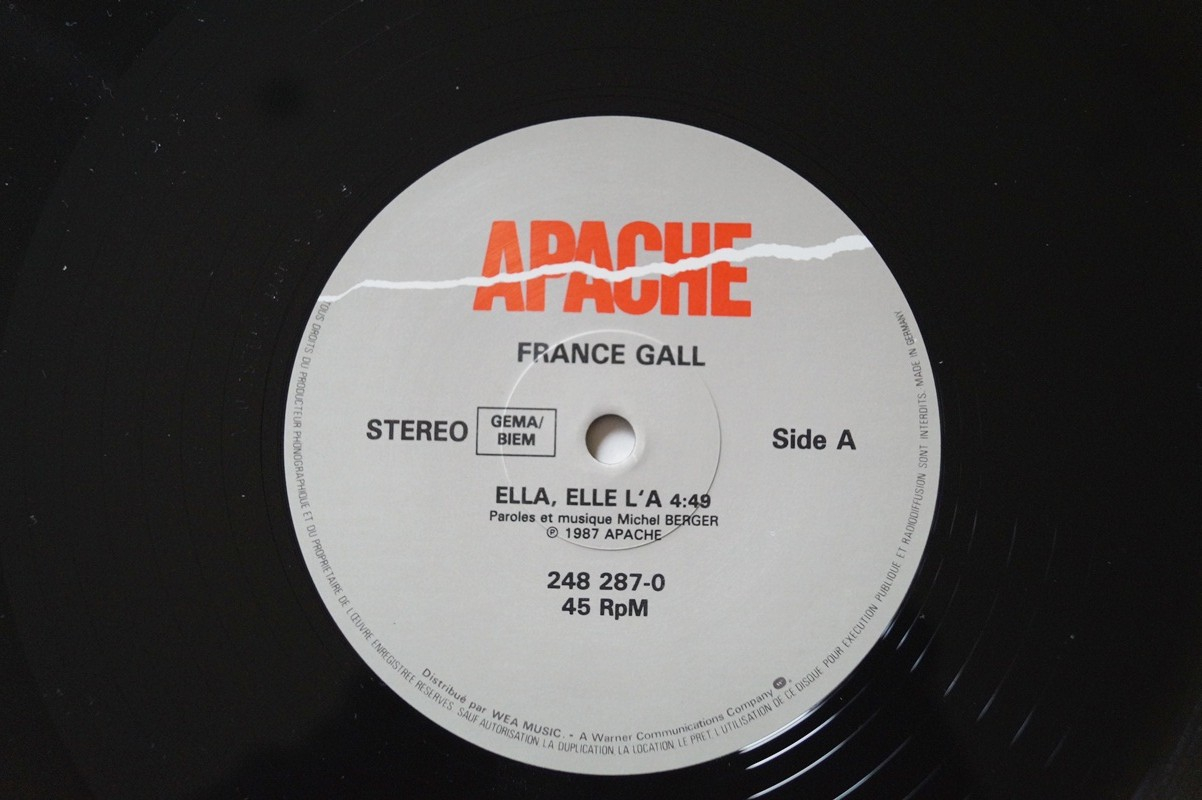 APACHE
FRANCE GALL
STEREO
GEMA/
BIEM
Side A
ELLA, ELLE L'A 4:49
Paroles et musique Michel BERGER
℗ 1987 APACHE
248 287-0
45 RpM
Distribué par WEA MUSIC. - A Warner Communications Company
TOUS DROITS DU PRODUCTEUR PHONOGRAPHIQUE ET DU PROPRIETAIRE DE L'ŒUVRE ENREGISTREE RESERVES. SAUF AUTORISATION LA DUPLICATION LA LOCATION LE PRET, L'UTILISATION DE CE DISQUE POUR EXECUTION PUBLIQUE ET RADIODIFFUSION SONT INTERDITS. MADE IN GERMANY